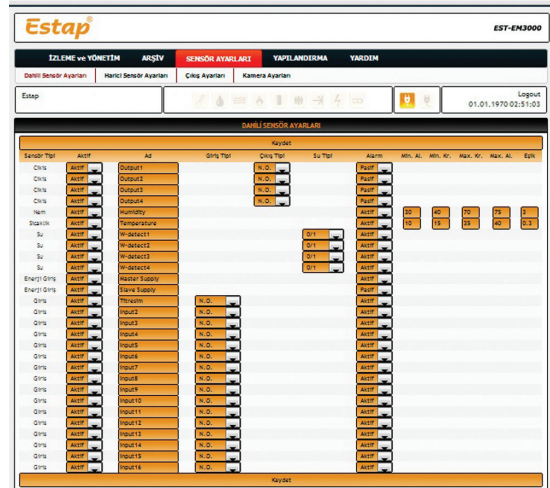 Estap
EST-EM3000
İZLEME ve YÖNETİM ARŞİV SENSÖR AYARLARI YAPILANDIRMA YARDIM
Dahili Sensör Ayarları Harici Sensör Ayarları Çıkış Ayarları Kamera Ayarları
Estap
Logout
01.01.1970 02:51:03
DAHİLİ SENSÖR AYARLARI
Kaydet
Sensör Tipi Aktif Ad Giriş Tipi Çıkış Tipi Su Tipi Alarm Min. Al. Min. Kr. Max. Kr. Max. Al. Eşik
Çıkış Aktif Output1 N.O. Pasif
Çıkış Aktif Output2 N.O. Pasif
Çıkış Aktif Output3 N.O. Pasif
Çıkış Aktif Output4 N.O. Pasif
Nem Aktif Humidity Aktif 30 40 70 75 3
Sıcaklık Aktif Temperature Aktif 10 15 35 40 0.3
Su Aktif W-detect1 0/1 Aktif
Su Aktif W-detect2 0/1 Aktif
Su Aktif W-detect3 0/1 Aktif
Su Aktif W-detect4 0/1 Aktif
Enerji Giriş Aktif Master Supply Aktif
Enerji Giriş Aktif Slave Supply Pasif
Giriş Aktif Titresim N.O. Aktif
Giriş Aktif Input2 N.O. Aktif
Giriş Aktif Input3 N.O. Aktif
Giriş Aktif Input4 N.O. Aktif
Giriş Aktif Input5 N.O. Aktif
Giriş Aktif Input6 N.O. Aktif
Giriş Aktif Input7 N.O. Aktif
Giriş Aktif Input8 N.O. Aktif
Giriş Aktif Input9 N.O. Aktif
Giriş Aktif Input10 N.O. Aktif
Giriş Aktif Input11 N.O. Aktif
Giriş Aktif Input12 N.O. Aktif
Giriş Aktif Input13 N.O. Aktif
Giriş Aktif Input14 N.O. Aktif
Giriş Aktif Input15 N.O. Aktif
Giriş Aktif Input16 N.O. Aktif
Kaydet